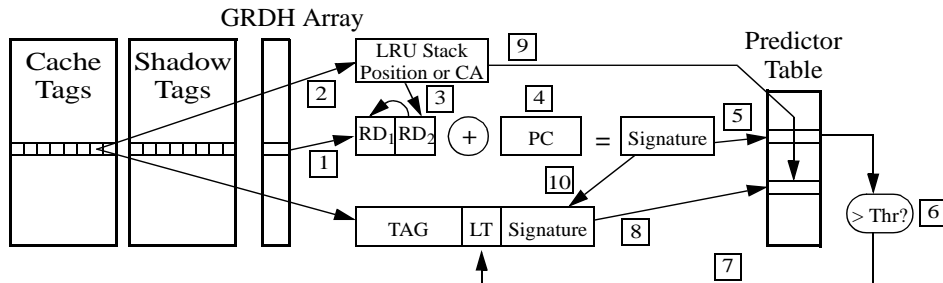 GRDH Array
Cache
Tags
Shadow
Tags
LRU Stack
Position or CA
9
Predictor
Table
2
3
4
5
RD1 RD2 + PC = Signature
1
10
TAG LT Signature
8
> Thr?
6
7